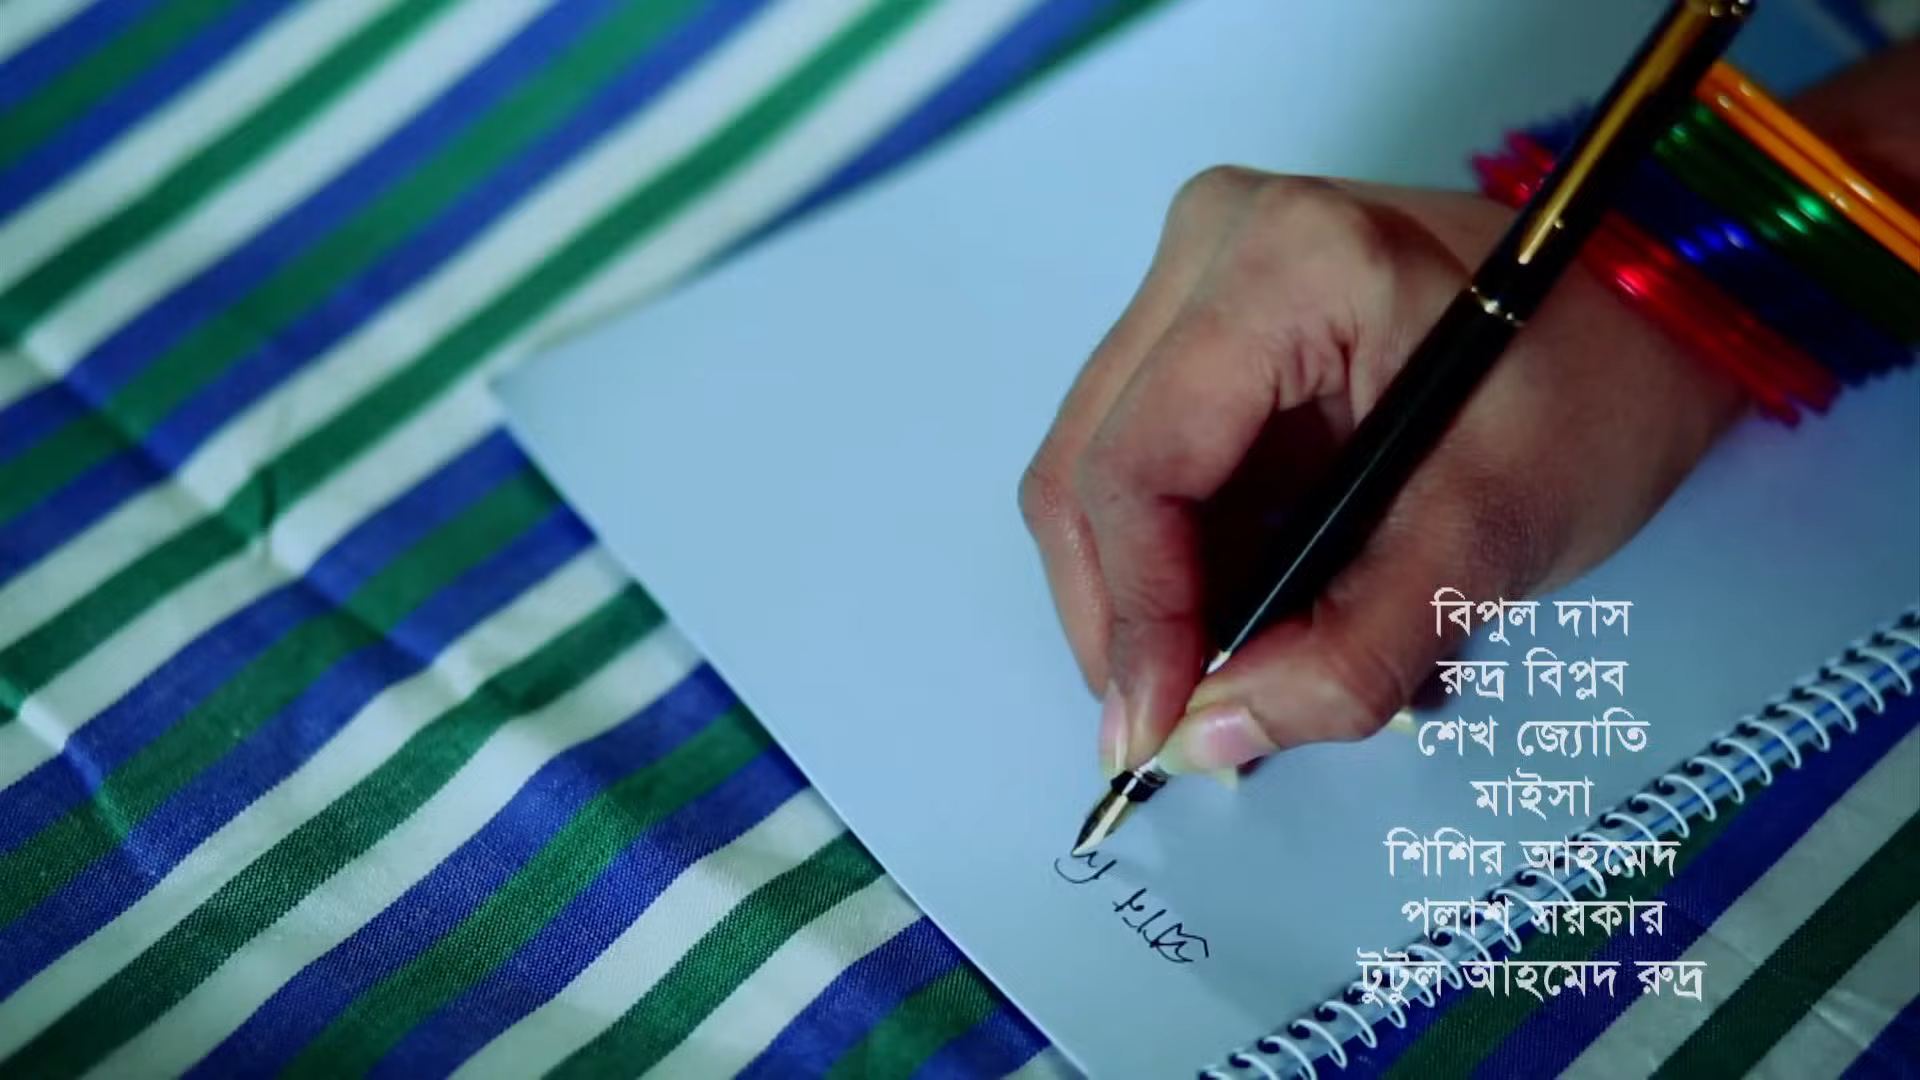 বিপুল দাস
রুদ্র বিপ্লব
শেখ জ্যোতি
মাইসা
শিশির আহমেদ
পলাশ সরকার
টুটুল আহমেদ রুদ্র